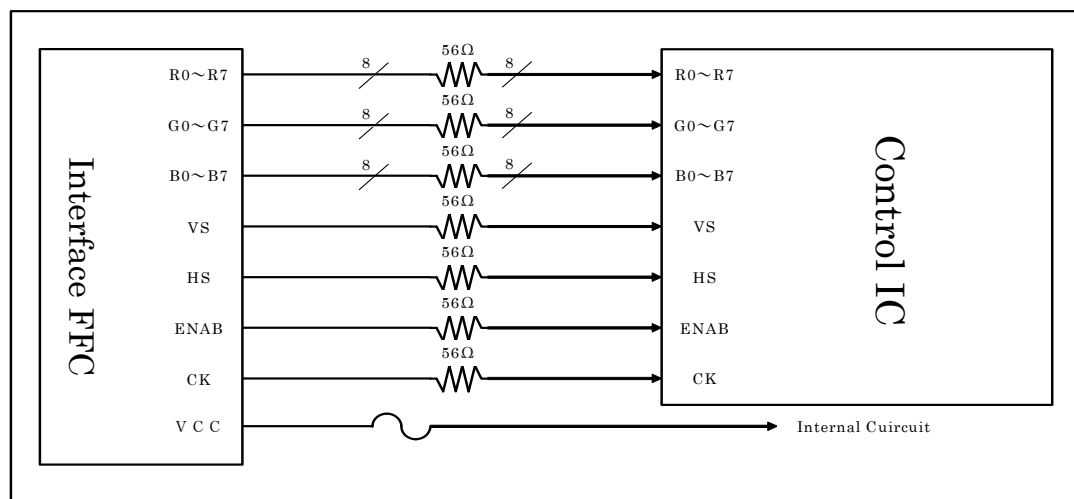 56Ω
R0～R7 8 8 R0～R7
56Ω
G0～G7 8 8 G0～G7
56Ω
B0～B7 8 8 B0～B7
56Ω
VS VS
56Ω
HS HS
56Ω
ENAB ENAB
56Ω
CK CK
V C C Internal Cuircuit
Interface FFC
Control IC